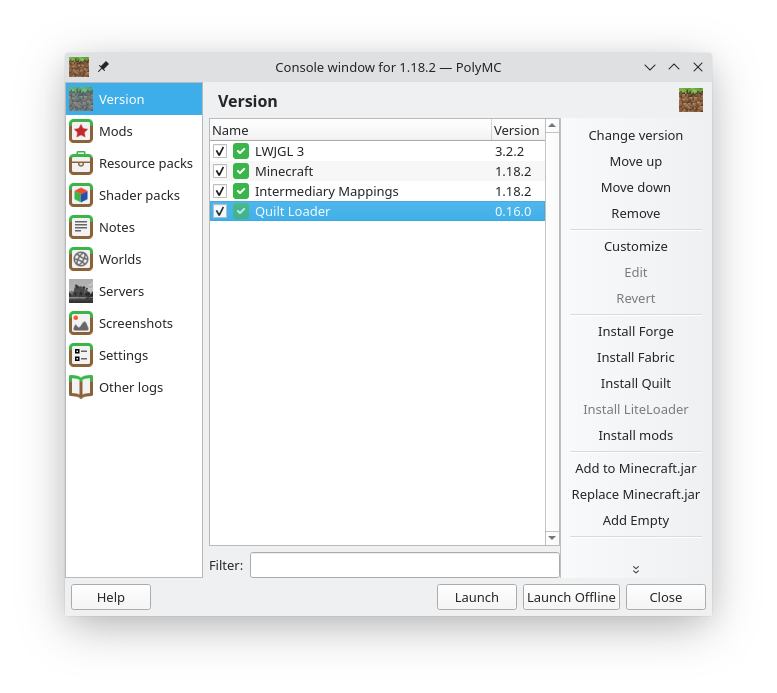 Console window for 1.18.2 — PolyMC
Version
Mods
Resource packs
Shader packs
Notes
Worlds
Servers
Screenshots
Settings
Other logs
Version
Name Version
LWJGL 3 3.2.2
Minecraft 1.18.2
Intermediary Mappings 1.18.2
Quilt Loader 0.16.0
Filter:
Change version
Move up
Move down
Remove
Customize
Edit
Revert
Install Forge
Install Fabric
Install Quilt
Install LiteLoader
Install mods
Add to Minecraft.jar
Replace Minecraft.jar
Add Empty
Help Launch Launch Offline Close